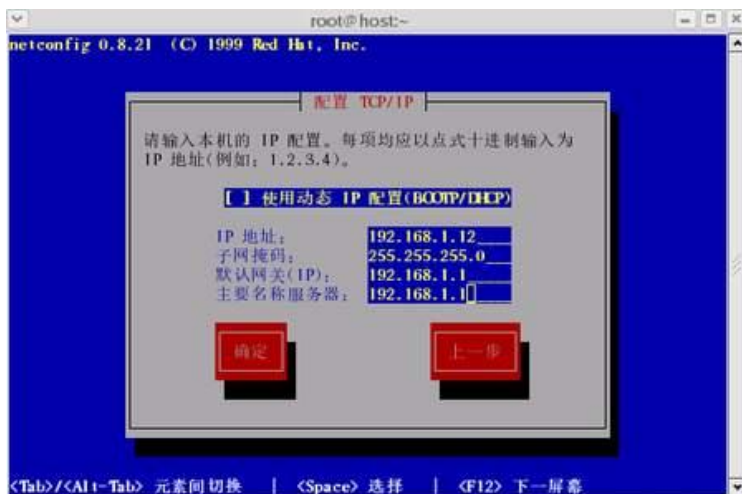 root@host:~
netconfig 0.8.21 (C) 1999 Red Hat, Inc.
配置 TCP/IP
请输入本机的 IP 配置。每项均应以点式十进制输入为
IP 地址(例如：1.2.3.4)。
[ ] 使用动态 IP 配置(BOOTP/DHCP)
IP 地址： 192.168.1.12____
子网掩码： 255.255.255.0___
默认网关(IP)： 192.168.1.1_____
主要名称服务器： 192.168.1.1
确定 上一步
<Tab>/<Alt-Tab> 元素间切换 | <Space> 选择 | <F12> 下一屏幕